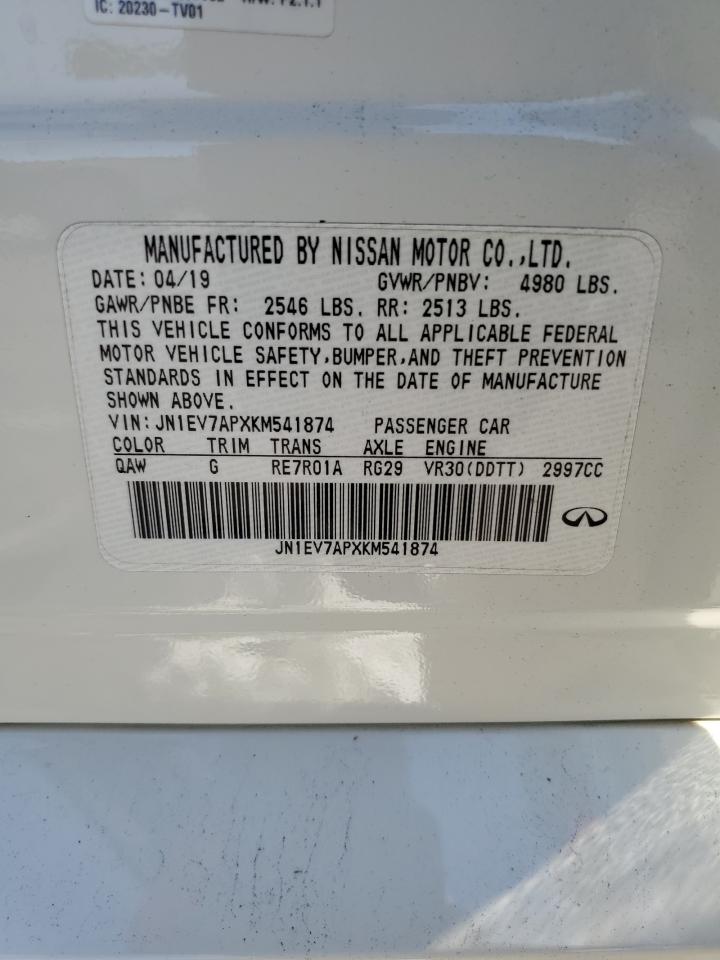 IC: 20230-TV01
MANUFACTURED BY NISSAN MOTOR CO.,LTD.
DATE: 04/19 GVWR/PNBV: 4980 LBS.
GAWR/PNBE FR: 2546 LBS. RR: 2513 LBS.
THIS VEHICLE CONFORMS TO ALL APPLICABLE FEDERAL
MOTOR VEHICLE SAFETY,BUMPER,AND THEFT PREVENTION
STANDARDS IN EFFECT ON THE DATE OF MANUFACTURE
SHOWN ABOVE.
VIN:JN1EV7APXKM541874 PASSENGER CAR
COLOR TRIM TRANS AXLE ENGINE
QAW G RE7R01A RG29 VR30(DDTT) 2997CC
JN1EV7APXKM541874